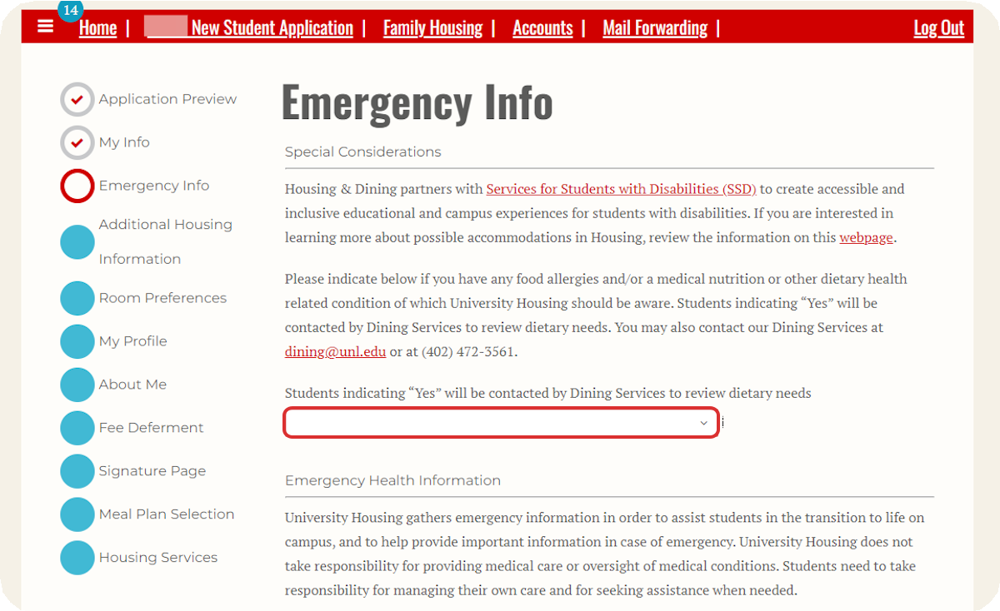 14
Home | New Student Application | Family Housing | Accounts | Mail Forwarding | Log Out
Application Preview
My Info
Emergency Info
Additional Housing
Information
Room Preferences
My Profile
About Me
Fee Deferment
Signature Page
Meal Plan Selection
Housing Services
Emergency Info
Special Considerations
Housing & Dining partners with Services for Students with Disabilities (SSD) to create accessible and
inclusive educational and campus experiences for students with disabilities. If you are interested in
learning more about possible accommodations in Housing, review the information on this webpage.
Please indicate below if you have any food allergies and/or a medical nutrition or other dietary health
related condition of which University Housing should be aware. Students indicating “Yes” will be
contacted by Dining Services to review dietary needs. You may also contact our Dining Services at
dining@unl.edu or at (402) 472-3561.
Students indicating “Yes” will be contacted by Dining Services to review dietary needs
Emergency Health Information
University Housing gathers emergency information in order to assist students in the transition to life on
campus, and to help provide important information in case of emergency. University Housing does not
take responsibility for providing medical care or oversight of medical conditions. Students need to take
responsibility for managing their own care and for seeking assistance when needed.